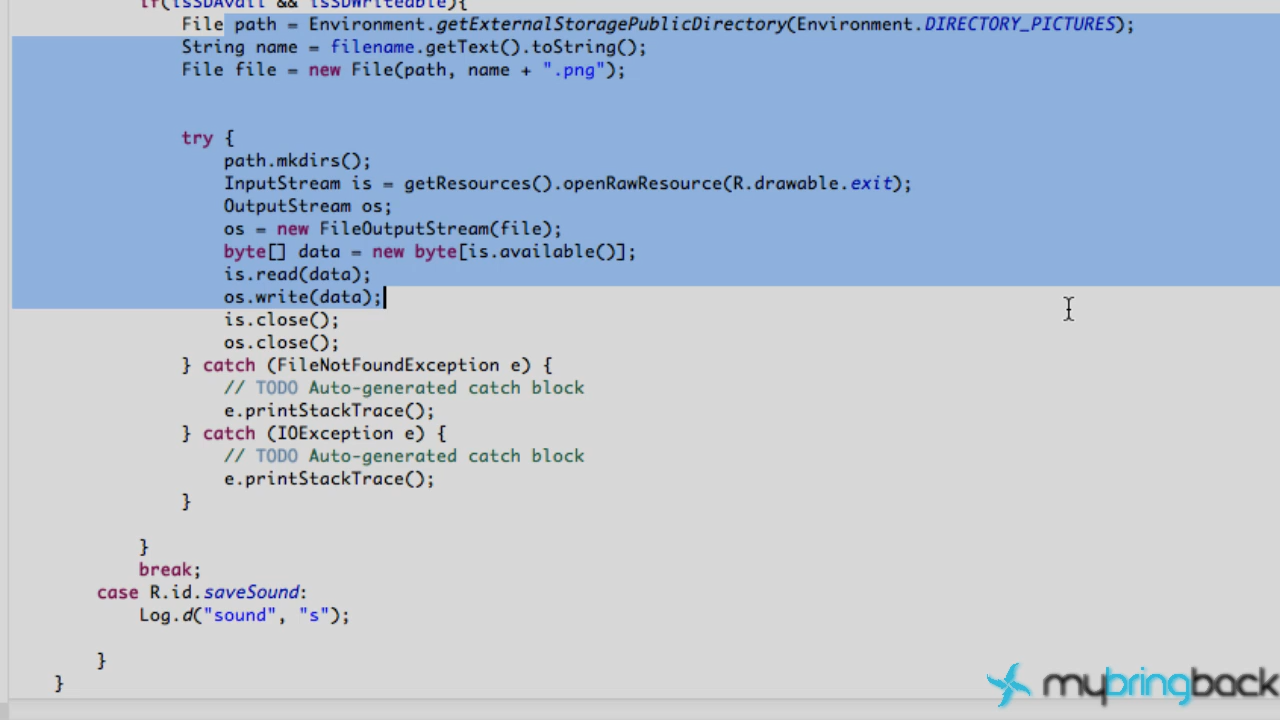 if(isSDAvail && isSDWriteable){
File path = Environment.getExternalStoragePublicDirectory(Environment.DIRECTORY_PICTURES);
String name = filename.getText().toString();
File file = new File(path, name + ".png");
try {
path.mkdirs();
InputStream is = getResources().openRawResource(R.drawable.exit);
OutputStream os;
os = new FileOutputStream(file);
byte[] data = new byte[is.available()];
is.read(data);
os.write(data);
is.close();
os.close();
} catch (FileNotFoundException e) {
// TODO Auto-generated catch block
e.printStackTrace();
} catch (IOException e) {
// TODO Auto-generated catch block
e.printStackTrace();
}
}
break;
case R.id.saveSound:
Log.d("sound", "s");
}
}
mybringback